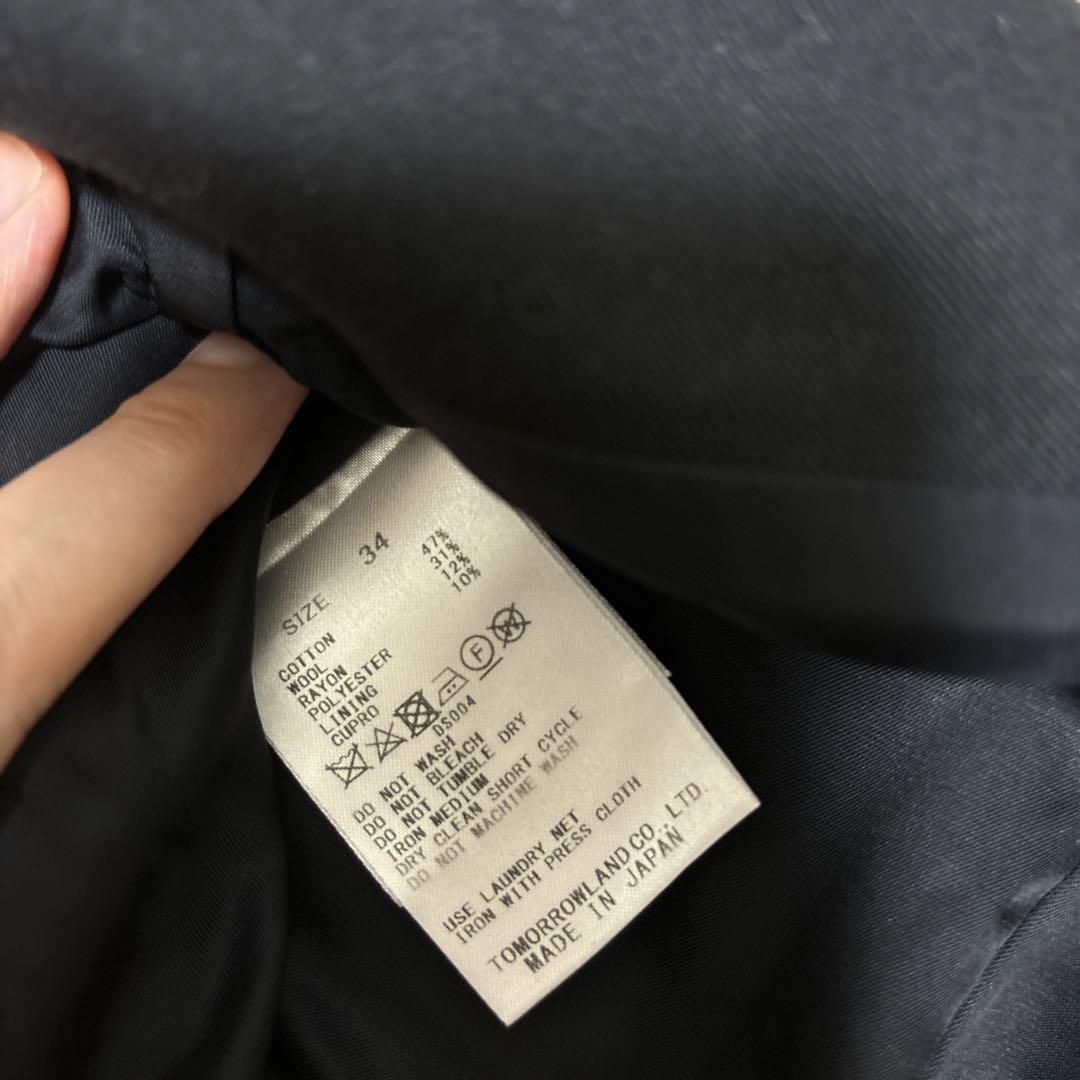 SIZE 34
COTTON 47%
WOOL 31%
RAYON 12%
POLYESTER 10%
LINING
CUPRO
F W
DS004
DO NOT WASH
DO NOT BLEACH
DO NOT TUMBLE DRY
IRON MEDIUM
DRY CLEAN SHORT CYCLE
DO NOT MACHINE WASH
USE LAUNDRY NET
IRON WITH PRESS CLOTH
TOMORROWLAND CO., LTD.
MADE IN JAPAN